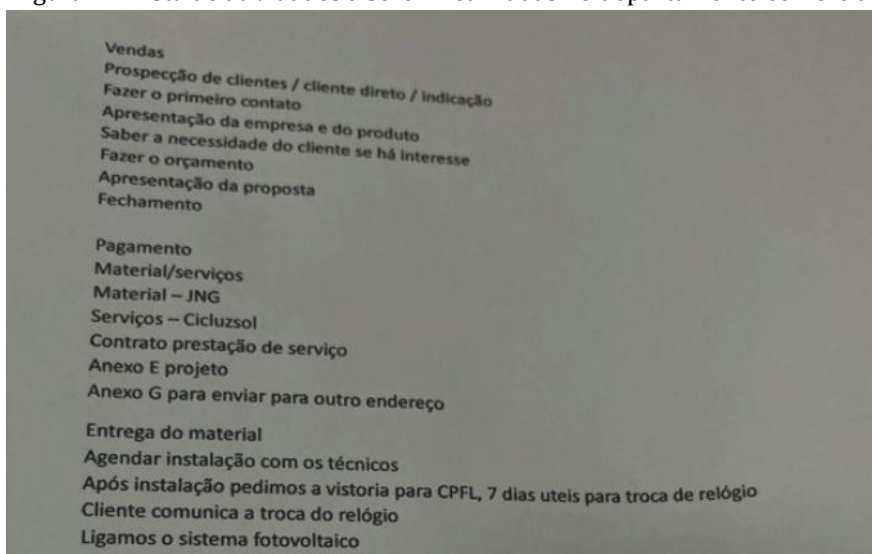 Vendas
Prospecção de clientes / cliente direto / indicação
Fazer o primeiro contato
Apresentação da empresa e do produto
Saber a necessidade do cliente se há interesse
Fazer o orçamento
Apresentação da proposta
Fechamento
Pagamento
Material/serviços
Material – JNG
Serviços – Cicluzsol
Contrato prestação de serviço
Anexo E projeto
Anexo G para enviar para outro endereço
Entrega do material
Agendar instalação com os técnicos
Após instalação pedimos a vistoria para CPFL, 7 dias uteis para troca de relógio
Cliente comunica a troca do relógio
Ligamos o sistema fotovoltaico